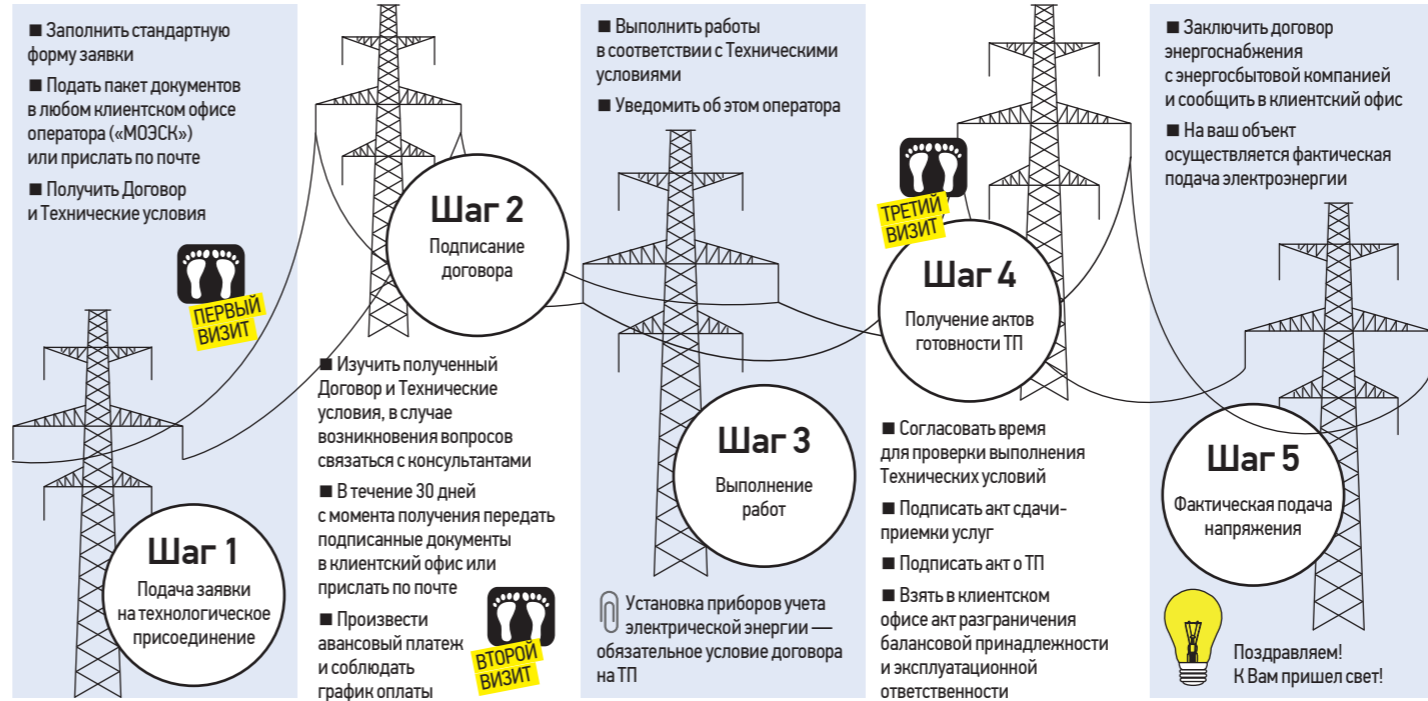 ■ Заполнить стандартную
форму заявки
■ Подать пакет документов
в любом клиентском офисе
оператора («МОЭСК»)
или прислать по почте
■ Получить Договор
и Технические условия
ПЕРВЫЙ
ВИЗИТ
Шаг 1
Подача заявки
на технологическое
присоединение
Шаг 2
Подписание
договора
■ Изучить полученный
Договор и Технические
условия, в случае
возникновения вопросов
связаться с консультантами
■ В течение 30 дней
с момента получения передать
подписанные документы
в клиентский офис или
прислать по почте
■ Произвести
авансовый платеж
и соблюдать
график оплаты
ВТОРОЙ
ВИЗИТ
■ Выполнить работы
в соответствии с Техническими
условиями
■ Уведомить об этом оператора
Шаг 3
Выполнение
работ
Установка приборов учета
электрической энергии —
обязательное условие договора
на ТП
ТРЕТИЙ
ВИЗИТ
Шаг 4
Получение актов
готовности ТП
■ Согласовать время
для проверки выполнения
Технических условий
■ Подписать акт сдачи-
приемки услуг
■ Подписать акт о ТП
■ Взять в клиентском
офисе акт разграничения
балансовой принадлежности
и эксплуатационной
ответственности
■ Заключить договор
энергоснабжения
с энергосбытовой компанией
и сообщить в клиентский офис
■ На ваш объект
осуществляется фактическая
подача электроэнергии
Шаг 5
Фактическая подача
напряжения
Поздравляем!
К Вам пришел свет!